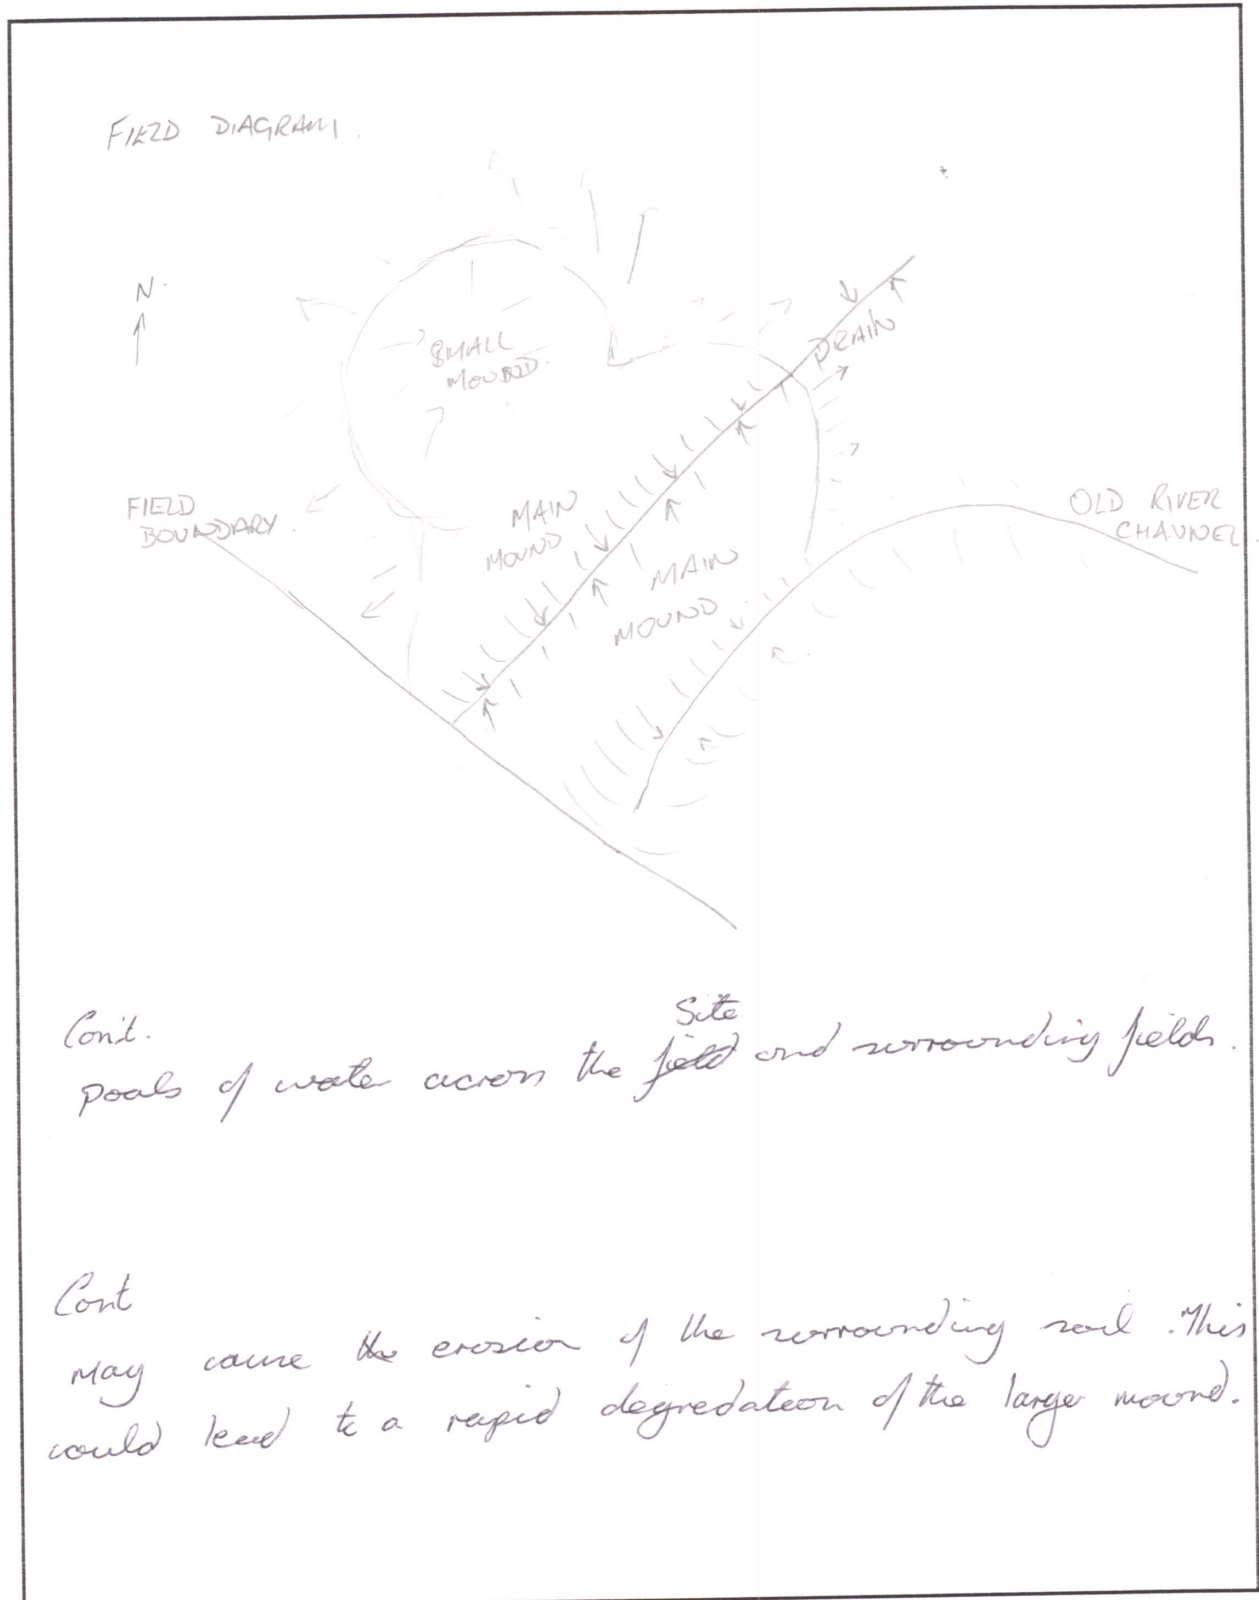 FIELD DIAGRAM.
N.
SMALL
MOUND.
DRAIN
FIELD
BOUNDARY.
MAIN
MOUND
MAIN
MOUND
OLD RIVER
CHANNEL.
Con't.
Site
pools of water across the field and surrounding fields.
Cont
may cause the erosion of the surrounding soil. This
could lead to a rapid degredation of the larger mound.